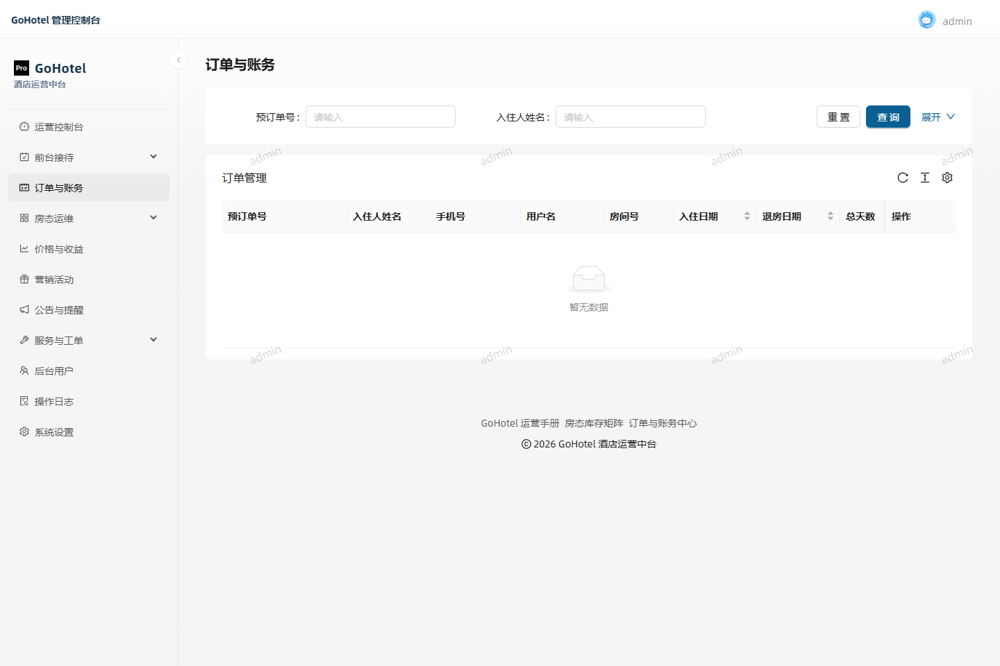 GoHotel 管理控制台
admin
Pro GoHotel
酒店运营中台
运营控制台
前台接待
订单与账务
房态运维
价格与收益
营销活动
公告与提醒
服务与工单
后台用户
操作日志
系统设置
订单与账务
预订单号: 请输入 入住人姓名: 请输入 重 置 查 询 展开
admin admin admin admin
订单管理
预订单号 入住人姓名 手机号 用户名 房间号 入住日期 退房日期 总天数 操作
暂无数据
admin admin admin admin
GoHotel 运营手册 房态库存矩阵 订单与账务中心
© 2026 GoHotel 酒店运营中台